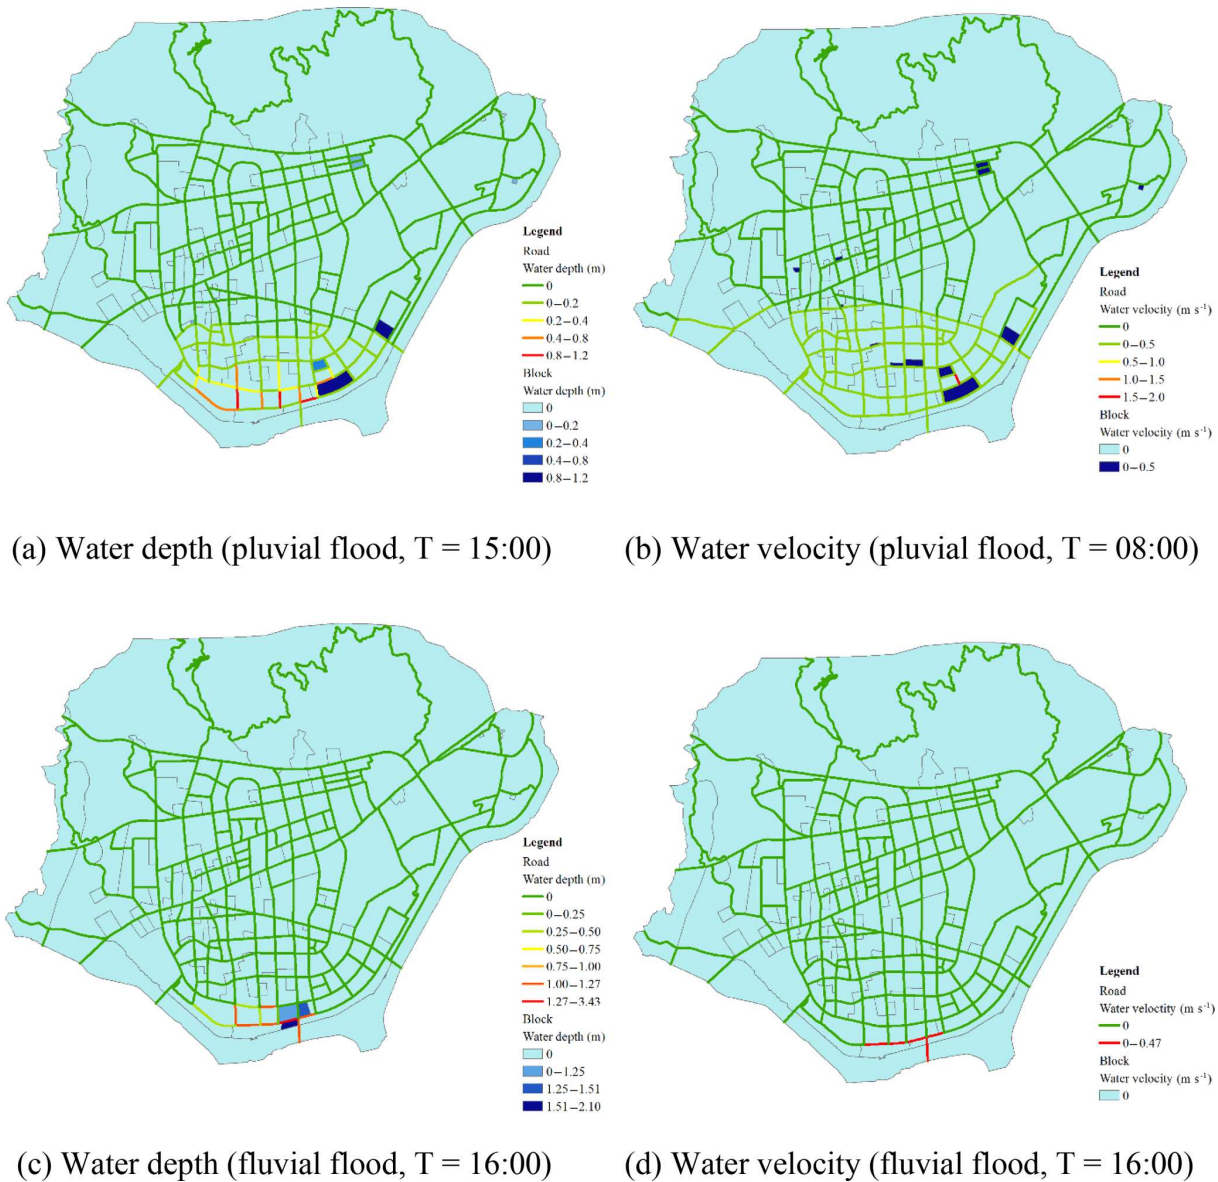 Legend
Road
Water depth (m)
0
0–0.2
0.2–0.4
0.4–0.8
0.8–1.2
Block
Water depth (m)
0
0–0.2
0.2–0.4
0.4–0.8
0.8–1.2
Legend
Road
Water velocity (m s⁻¹)
0
0–0.5
0.5–1.0
1.0–1.5
1.5–2.0
Block
Water velocity (m s⁻¹)
0
0–0.5
(a) Water depth (pluvial flood, T = 15:00)
(b) Water velocity (pluvial flood, T = 08:00)
Legend
Road
Water depth (m)
0
0–0.25
0.25–0.50
0.50–0.75
0.75–1.00
1.00–1.27
1.27–3.43
Block
Water depth (m)
0
0–1.25
1.25–1.51
1.51–2.10
Legend
Road
Water veloctity (m s⁻¹)
0
0–0.47
Block
Water velocity (m s⁻¹)
0
(c) Water depth (fluvial flood, T = 16:00)
(d) Water velocity (fluvial flood, T = 16:00)